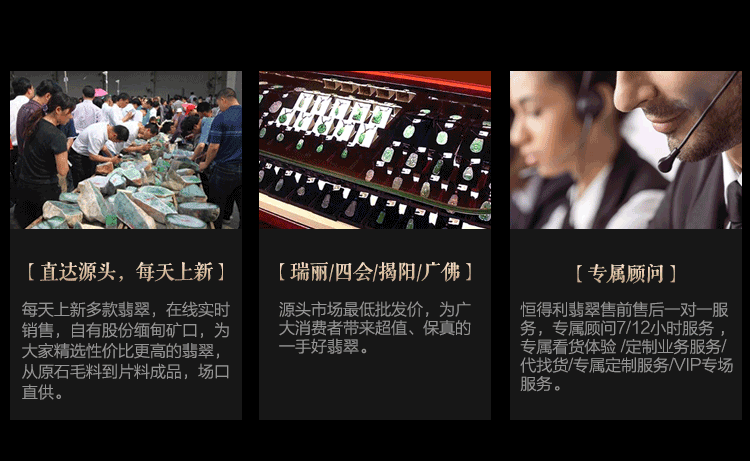 【直达源头，每天上新】
每天上新多款翡翠，在线实时
销售，自有股份缅甸矿口，为
大家精选性价比更高的翡翠，
从原石毛料到片料成品，场口
直供。
【瑞丽/四会/揭阳/广佛】
源头市场最低批发价，为广
大消费者带来超值、保真的
一手好翡翠。
【专属顾问】
恒得利翡翠售前售后一对一服
务，专属顾问7/12小时服务，
专属看货体验 /定制业务服务/
代找货/专属定制服务/VIP专场
服务。